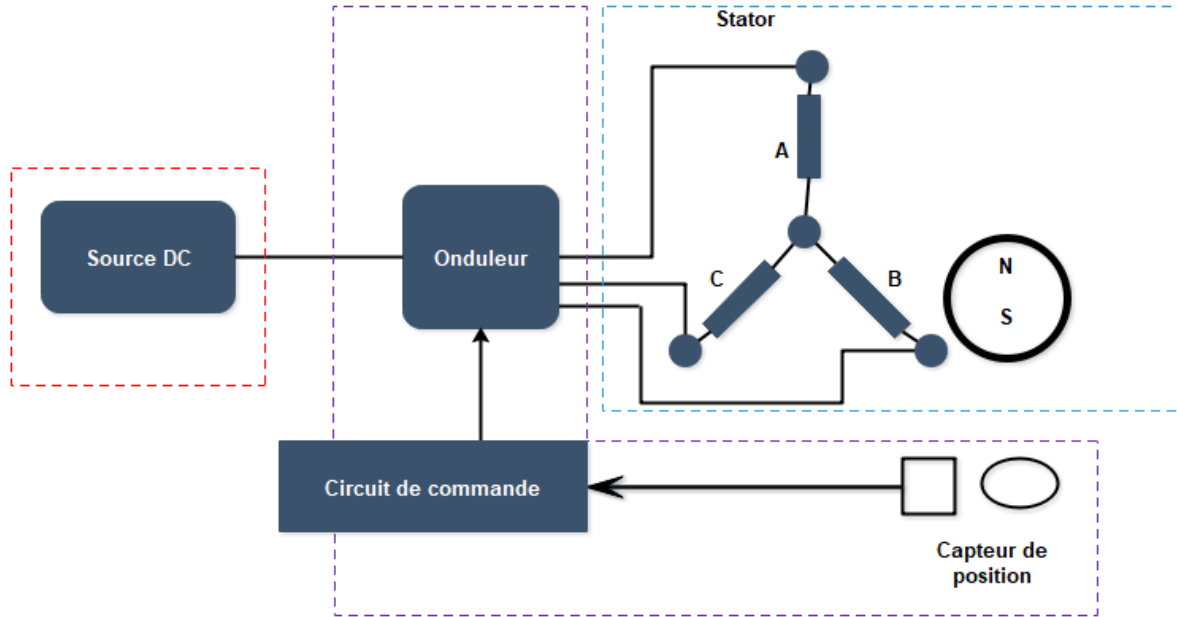 Stator
A
Source DC
Onduleur
C
B
N
S
Circuit de commande
Capteur de
position